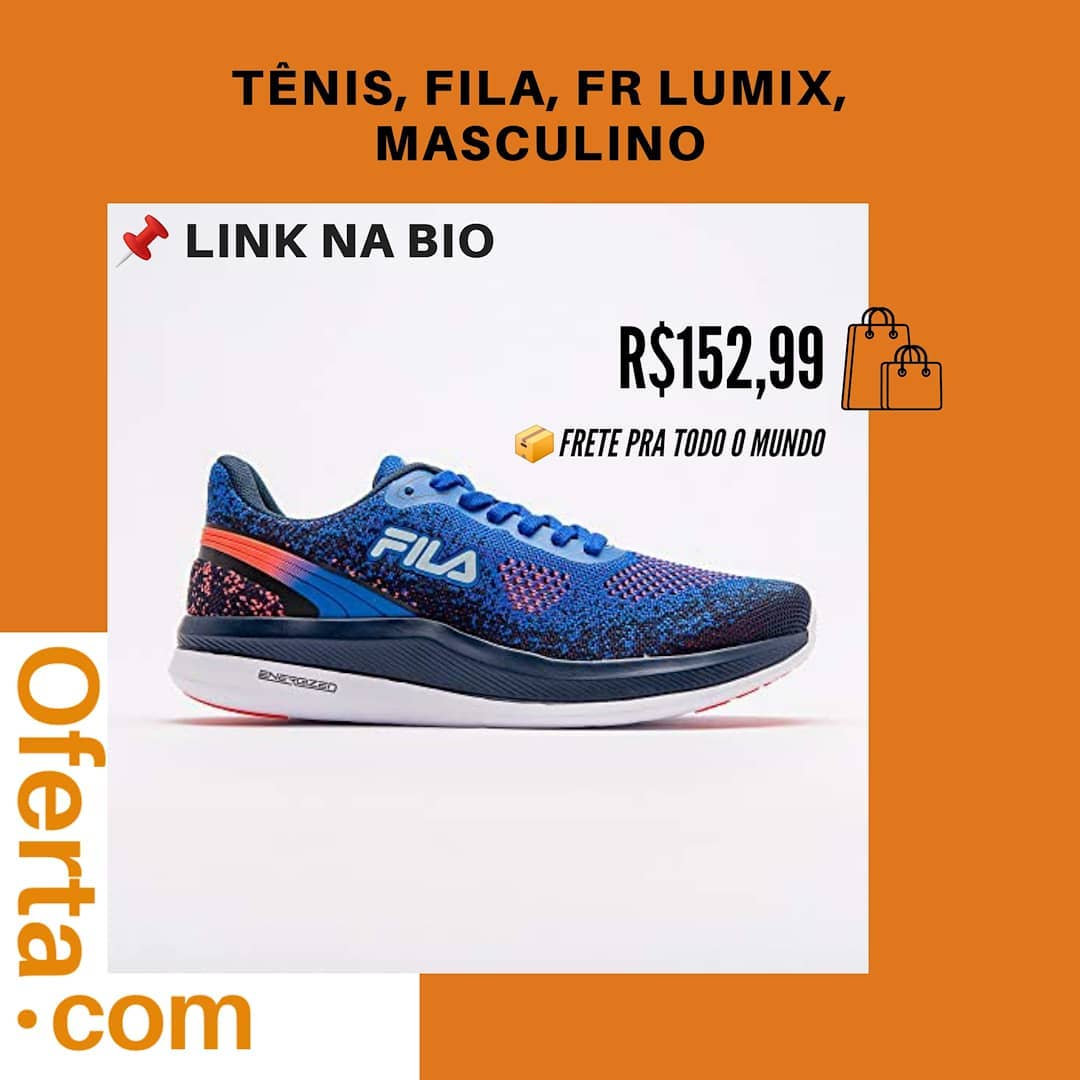 TÊNIS, FILA, FR LUMIX,
MASCULINO
📌 LINK NA BIO
R$152,99
📦 FRETE PRA TODO O MUNDO
FILA
ENERGIZED
Oferta
.com